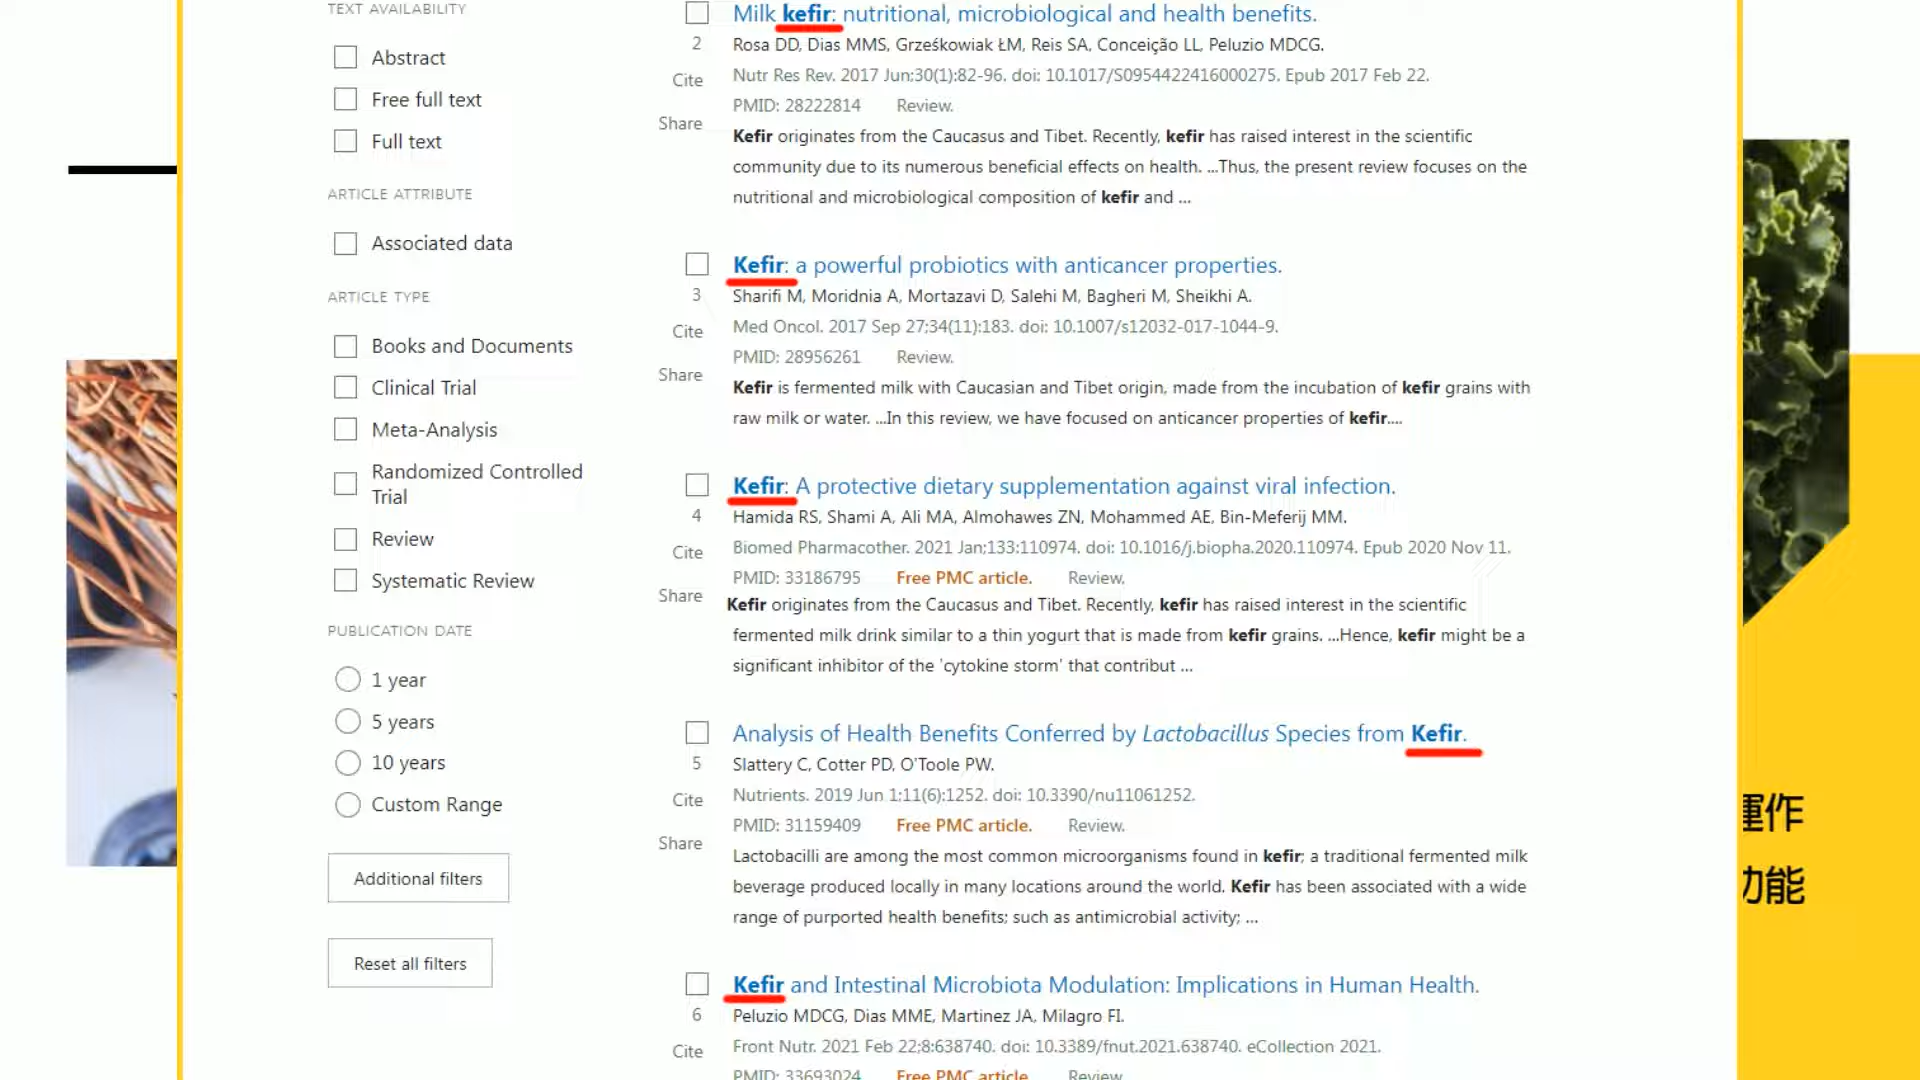 TEXT AVAILABILITY
Abstract
Free full text
Full text
ARTICLE ATTRIBUTE
Associated data
ARTICLE TYPE
Books and Documents
Clinical Trial
Meta-Analysis
Randomized Controlled
Trial
Review
Systematic Review
PUBLICATION DATE
1 year
5 years
10 years
Custom Range
Additional filters
Reset all filters
Milk kefir: nutritional, microbiological and health benefits.
2
Rosa DD, Dias MMS, Grześkowiak ŁM, Reis SA, Conceição LL, Peluzio MDCG.
Cite
Nutr Res Rev. 2017 Jun;30(1):82-96. doi: 10.1017/S0954422416000275. Epub 2017 Feb 22.
PMID: 28222814 Review.
Share
Kefir originates from the Caucasus and Tibet. Recently, kefir has raised interest in the scientific
community due to its numerous beneficial effects on health. ...Thus, the present review focuses on the
nutritional and microbiological composition of kefir and ...
Kefir: a powerful probiotics with anticancer properties.
3
Sharifi M, Moridnia A, Mortazavi D, Salehi M, Bagheri M, Sheikhi A.
Cite
Med Oncol. 2017 Sep 27;34(11):183. doi: 10.1007/s12032-017-1044-9.
PMID: 28956261 Review.
Share
Kefir is fermented milk with Caucasian and Tibet origin, made from the incubation of kefir grains with
raw milk or water. ...In this review, we have focused on anticancer properties of kefir....
Kefir: A protective dietary supplementation against viral infection.
4
Hamida RS, Shami A, Ali MA, Almohawes ZN, Mohammed AE, Bin-Meferij MM.
Cite
Biomed Pharmacother. 2021 Jan;133:110974. doi: 10.1016/j.biopha.2020.110974. Epub 2020 Nov 11.
PMID: 33186795 Free PMC article. Review.
Share
Kefir originates from the Caucasus and Tibet. Recently, kefir has raised interest in the scientific
fermented milk drink similar to a thin yogurt that is made from kefir grains. ...Hence, kefir might be a
significant inhibitor of the 'cytokine storm' that contribut ...
Analysis of Health Benefits Conferred by Lactobacillus Species from Kefir.
5
Slattery C, Cotter PD, O'Toole PW.
Cite
Nutrients. 2019 Jun 1;11(6):1252. doi: 10.3390/nu11061252.
PMID: 31159409 Free PMC article. Review.
Share
Lactobacilli are among the most common microorganisms found in kefir; a traditional fermented milk
beverage produced locally in many locations around the world. Kefir has been associated with a wide
range of purported health benefits; such as antimicrobial activity; ...
Kefir and Intestinal Microbiota Modulation: Implications in Human Health.
6
Peluzio MDCG, Dias MME, Martinez JA, Milagro FI.
Cite
Front Nutr. 2021 Feb 22;8:638740. doi: 10.3389/fnut.2021.638740. eCollection 2021.
PMID: 33693024 Free PMC article. Review.
運作
功能